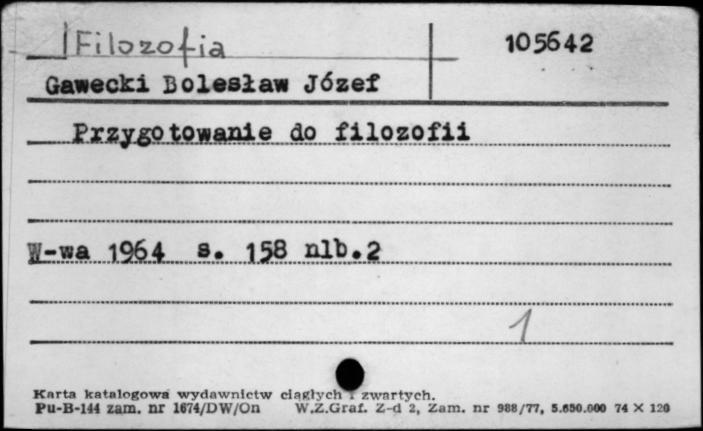 Filozofia 105642
Gawecki Bolesław Józef
Przygotowanie do filozofii
W-wa 1964 s. 158 nlb.2
1
Karta katalogowa wydawnictw ciągłych i zwartych.
Pu-B-144 zam. nr 1674/DW/On W.Z.Graf. Z-d 2, Zam. nr 988/77, 5.650.000 74 X 120